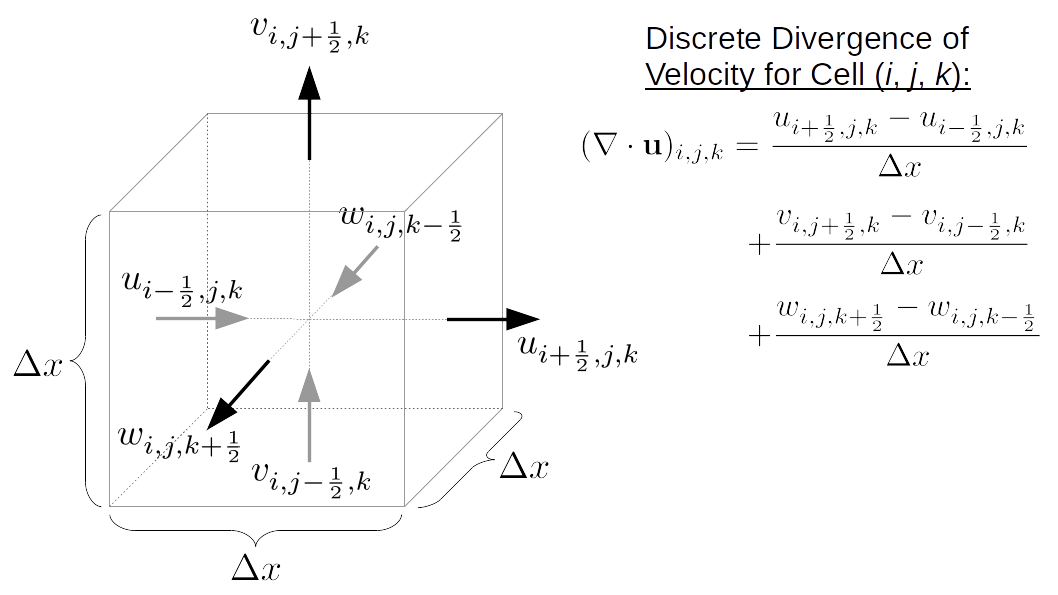 v_{i,j+\frac{1}{2},k}
Discrete Divergence of
Velocity for Cell (i, j, k):
(\nabla \cdot \mathbf{u})_{i,j,k} = \frac{u_{i+\frac{1}{2},j,k} - u_{i-\frac{1}{2},j,k}}{\Delta x}
+ \frac{v_{i,j+\frac{1}{2},k} - v_{i,j-\frac{1}{2},k}}{\Delta x}
+ \frac{w_{i,j,k+\frac{1}{2}} - w_{i,j,k-\frac{1}{2}}}{\Delta x}
w_{i,j,k-\frac{1}{2}}
u_{i-\frac{1}{2},j,k}
u_{i+\frac{1}{2},j,k}
\Delta x
w_{i,j,k+\frac{1}{2}}
v_{i,j-\frac{1}{2},k}
\Delta x
\Delta x